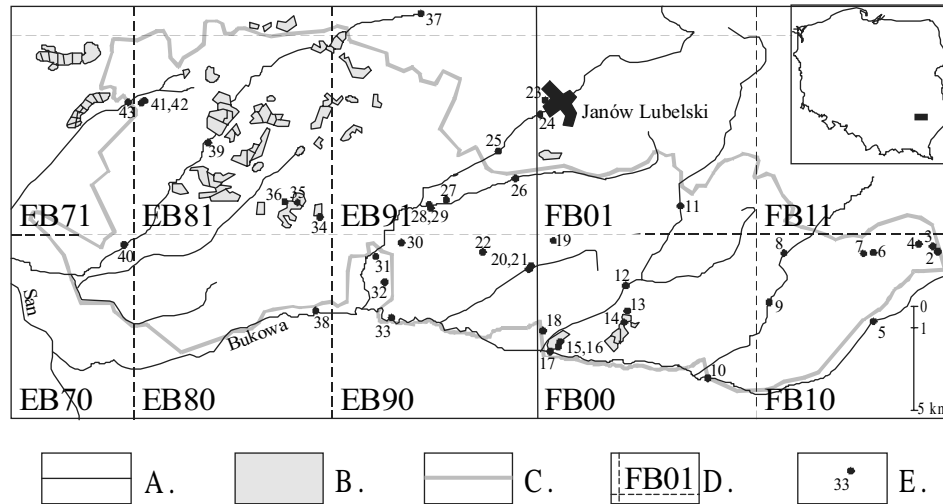 37
23
41,42
43
Janów Lubelski
24
39
25
27
26
36 35
EB71 EB81 EB91 28,29 FB01 11 FB11
34
40 30 22 19 8 7 6 4 3
31 20,21 2
San
32 12
9
13
0
38 33 18 14 5 1
Bukowa
17 15,16
10
EB70 EB80 EB90 FB00 FB10 5 km
A. B. C. FB01 D. 33 E.